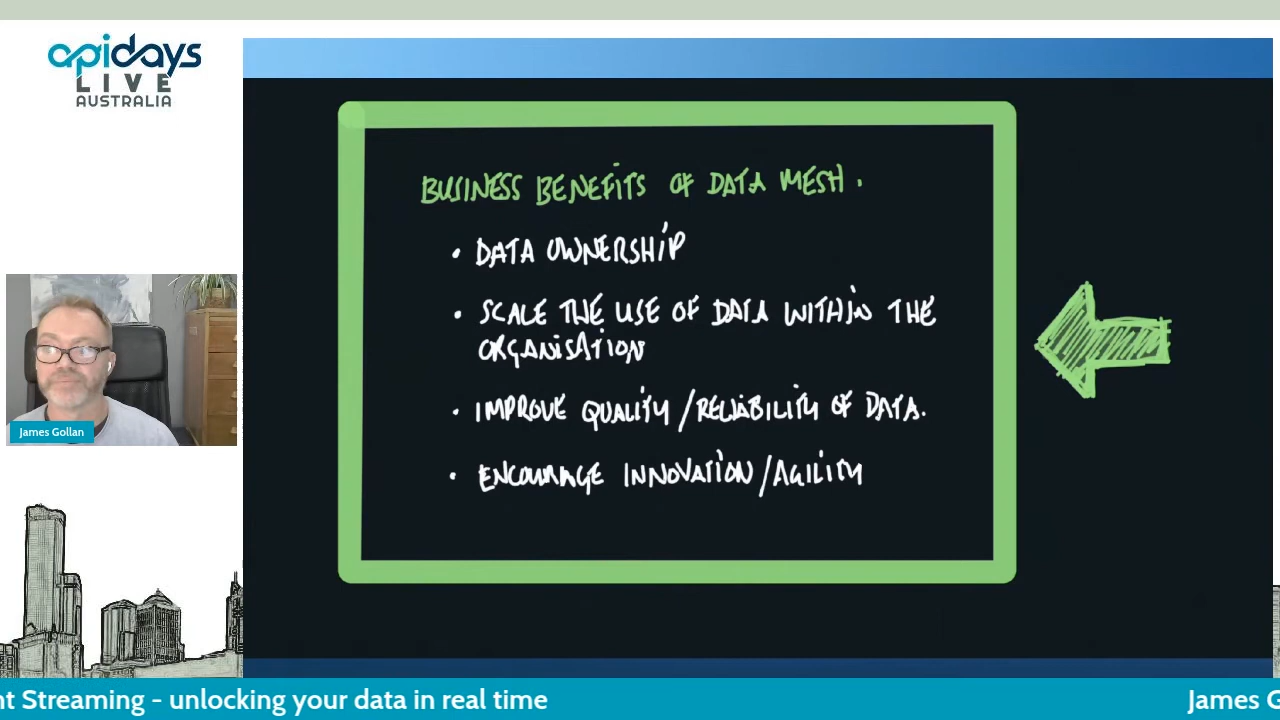 apidays
LIVE
AUSTRALIA
BUSINESS BENEFITS OF DATA MESH.
• DATA OWNERSHIP
• SCALE THE USE OF DATA WITHIN THE
ORGANISATION
• IMPROVE QUALITY/RELIABILITY OF DATA.
• ENCOURAGE INNOVATION/AGILITY
James Gollan
nt Streaming - unlocking your data in real time
James G